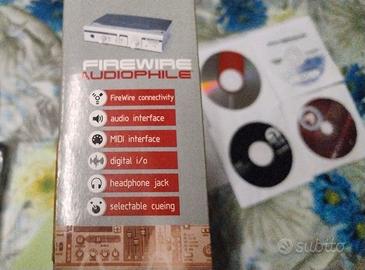 FIREWIRE
AUDIOPHILE
FireWire connectivity
audio interface
MIDI interface
digital i/o
headphone jack
selectable cueing
subito